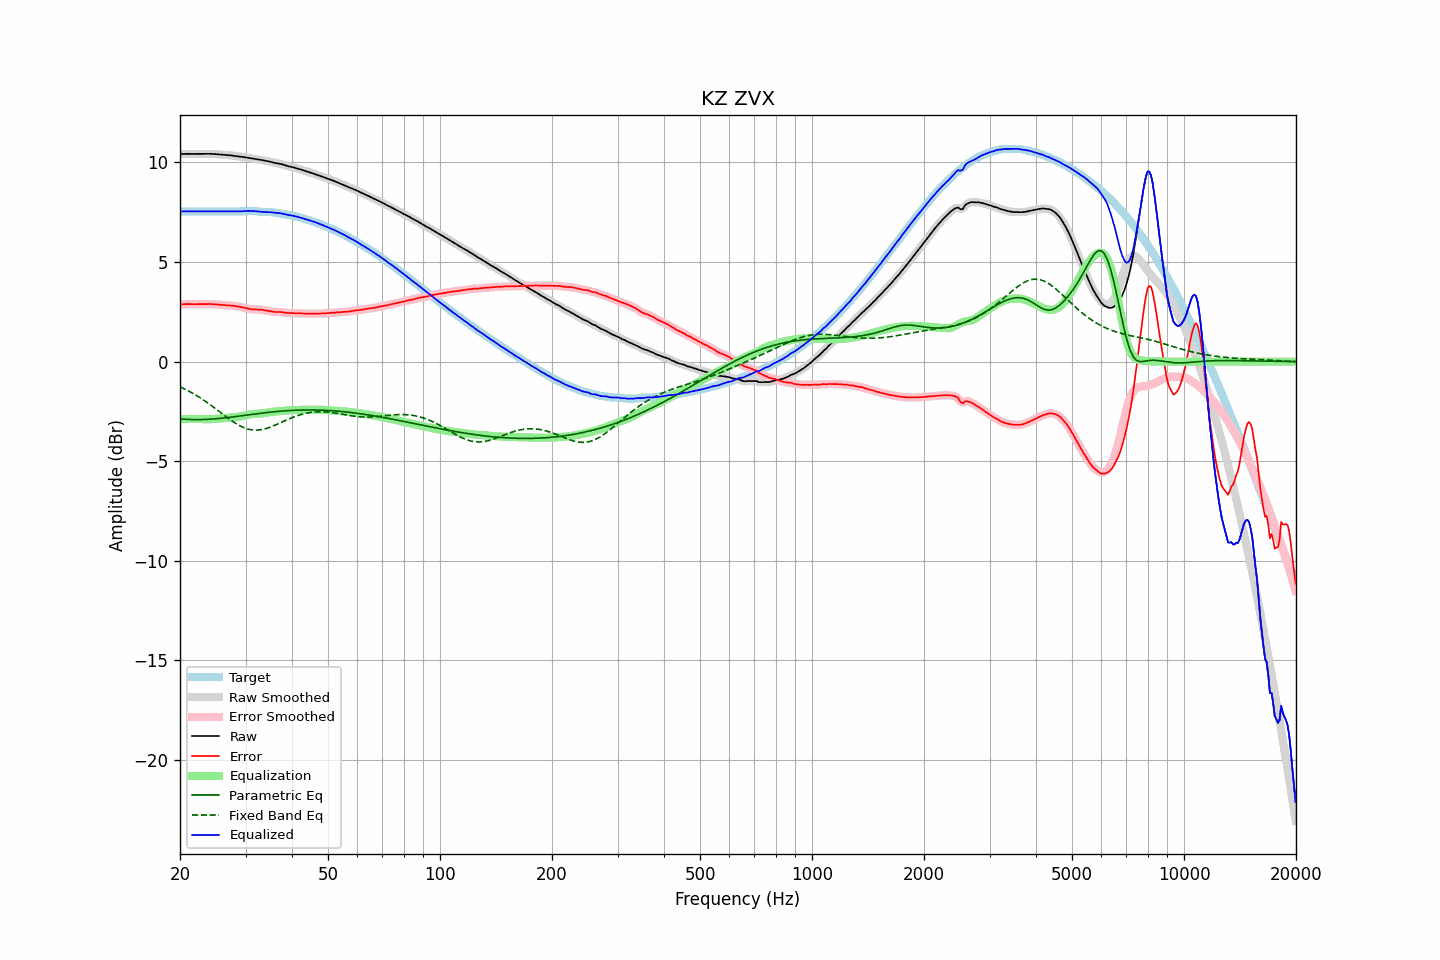 KZ ZVX
10
5
0
−5
−10
−15
−20
Amplitude (dBr)
Target
Raw Smoothed
Error Smoothed
Raw
Error
Equalization
Parametric Eq
Fixed Band Eq
Equalized
20 50 100 200 500 1000 2000 5000 10000 20000
Frequency (Hz)